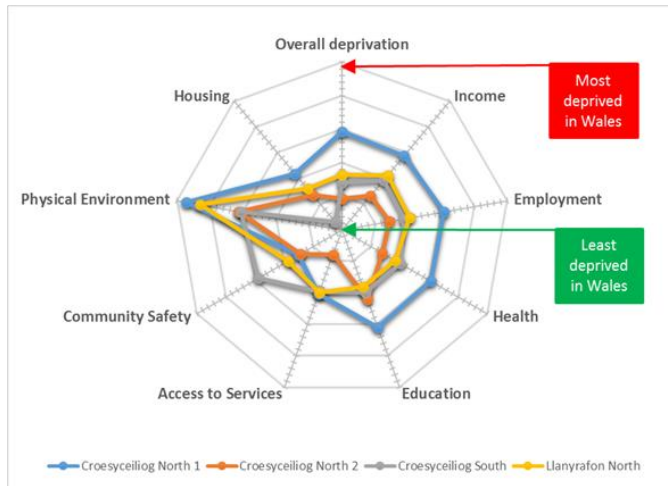 Overall deprivation
Most
deprived
in Wales
Housing
Income
Physical Environment
Employment
Least
deprived
in Wales
Community Safety
Health
Access to Services
Education
Croesyceiliog North 1
Croesyceiliog North 2
Croesyceiliog South
Llanyrafon North